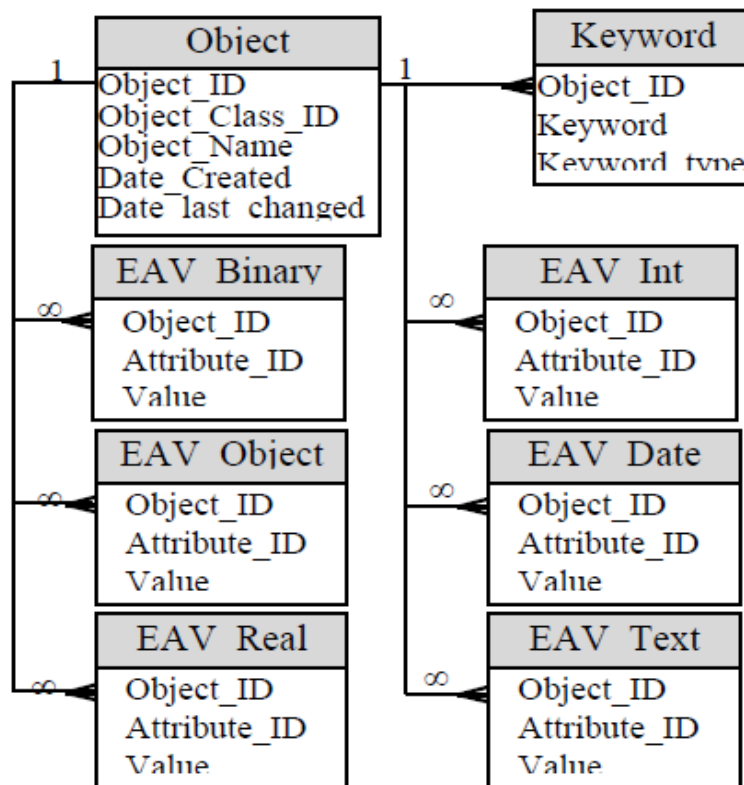 Object
1
Object_ID
Object_Class_ID
Object_Name
Date_Created
Date_last_changed
1
Keyword
Object_ID
Keyword
Keyword_type
EAV_Binary
∞
Object_ID
Attribute_ID
Value
EAV_Int
∞
Object_ID
Attribute_ID
Value
EAV_Object
∞
Object_ID
Attribute_ID
Value
EAV_Date
∞
Object_ID
Attribute_ID
Value
EAV_Real
∞
Object_ID
Attribute_ID
Value
EAV_Text
∞
Object_ID
Attribute_ID
Value